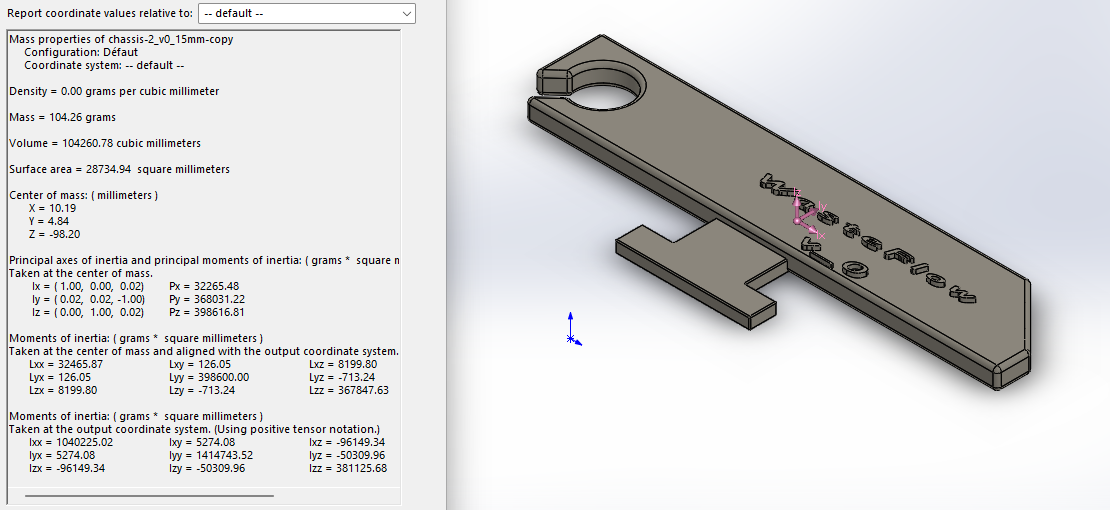 Report coordinate values relative to: -- default --
Mass properties of chassis-2_v0_15mm-copy
Configuration: Défaut
Coordinate system: -- default --
Density = 0.00 grams per cubic millimeter
Mass = 104.26 grams
Volume = 104260.78 cubic millimeters
Surface area = 28734.94 square millimeters
Center of mass: ( millimeters )
X = 10.19
Y = 4.84
Z = -98.20
Principal axes of inertia and principal moments of inertia: ( grams * square
Taken at the center of mass.
Ix = ( 1.00, 0.00, 0.02) Px = 32265.48
Iy = ( 0.02, 0.02, -1.00) Py = 368031.22
Iz = ( 0.00, 1.00, 0.02) Pz = 398616.81
Moments of inertia: ( grams * square millimeters )
Taken at the center of mass and aligned with the output coordinate system.
Lxx = 32465.87 Lxy = 126.05 Lxz = 8199.80
Lyx = 126.05 Lyy = 398600.00 Lyz = -713.24
Lzx = 8199.80 Lzy = -713.24 Lzz = 367847.63
Moments of inertia: ( grams * square millimeters )
Taken at the output coordinate system. (Using positive tensor notation.)
Ixx = 1040225.02 Ixy = 5274.08 Ixz = -96149.34
Iyx = 5274.08 Iyy = 1414743.52 Iyz = -50309.96
Izx = -96149.34 Izy = -50309.96 Izz = 381125.68